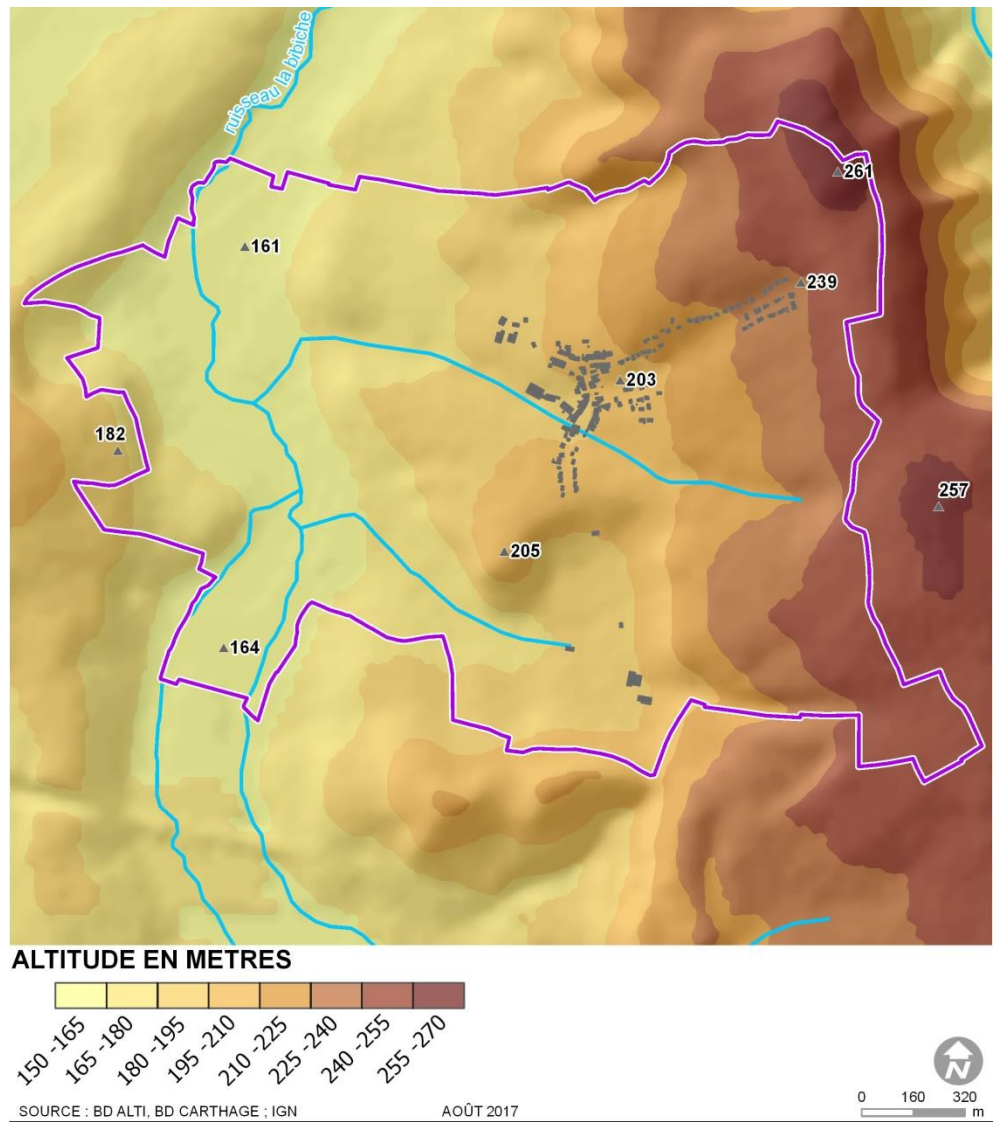 ruisseau la bibiche
261
161
239
203
182
257
205
164
ALTITUDE EN METRES
150 -165
165 -180
180 -195
195 -210
210 -225
225 -240
240 -255
255 -270
N
0 160 320
m
SOURCE : BD ALTI, BD CARTHAGE ; IGN AOÛT 2017